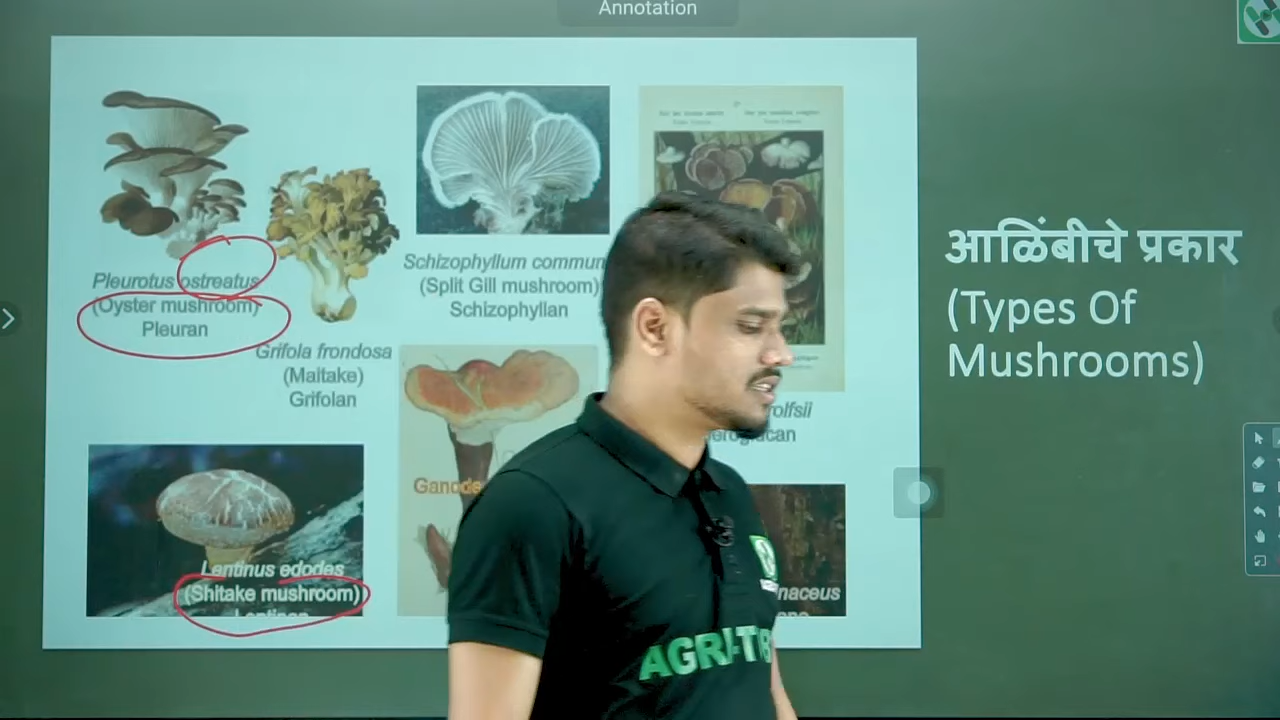 Annotation
Pleurotus ostreatus
(Oyster mushroom)
Pleuran
Grifola frondosa
(Maitake)
Grifolan
Schizophyllum commun
(Split Gill mushroom)
Schizophyllan
rolfsii
Lentinus edodes
(Shitake mushroom)
Lentinan
Ganode
naceus
आळिंबीचे प्रकार
(Types Of
Mushrooms)
AGRI-T